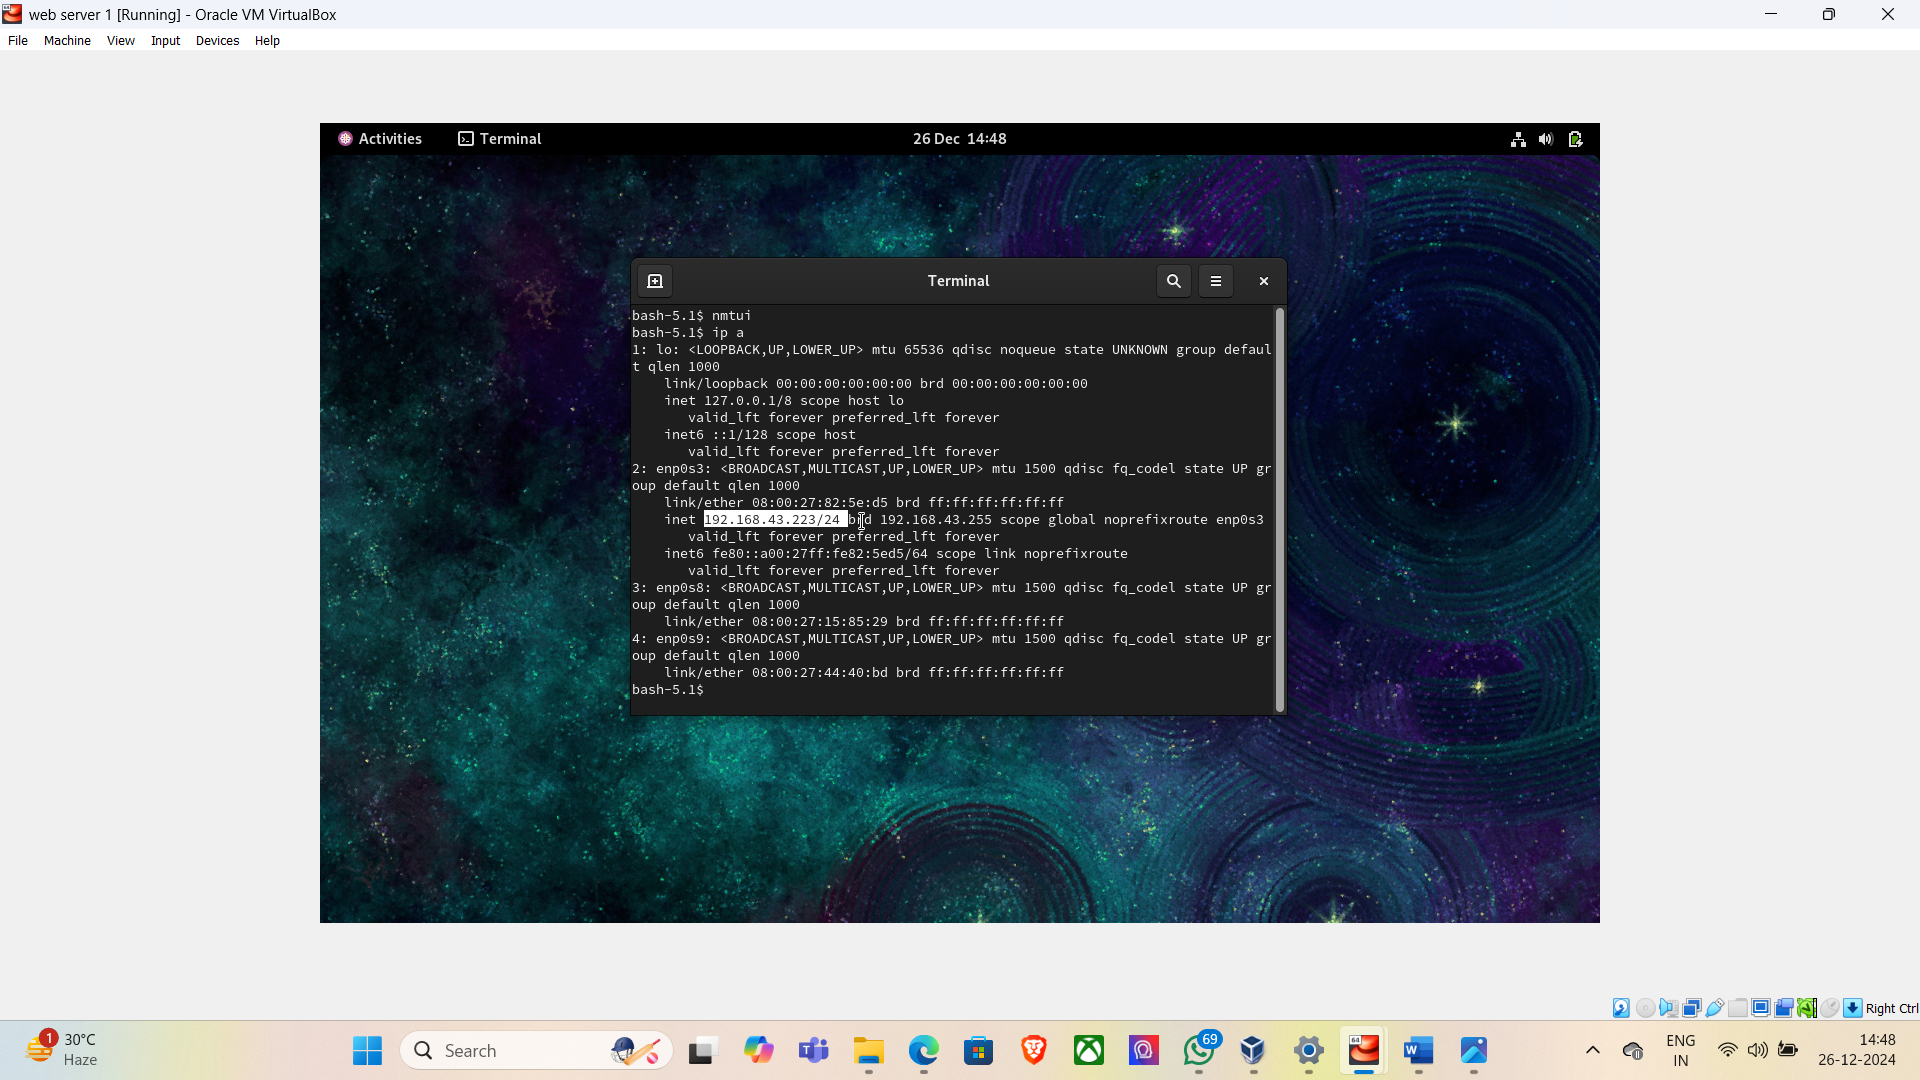 web server 1 [Running] - Oracle VM VirtualBox
File Machine View Input Devices Help
Activities Terminal 26 Dec 14:48
Terminal
bash-5.1$ nmtui
bash-5.1$ ip a
1: lo: <LOOPBACK,UP,LOWER_UP> mtu 65536 qdisc noqueue state UNKNOWN group defaul
t qlen 1000
link/loopback 00:00:00:00:00:00 brd 00:00:00:00:00:00
inet 127.0.0.1/8 scope host lo
valid_lft forever preferred_lft forever
inet6 ::1/128 scope host
valid_lft forever preferred_lft forever
2: enp0s3: <BROADCAST,MULTICAST,UP,LOWER_UP> mtu 1500 qdisc fq_codel state UP gr
oup default qlen 1000
link/ether 08:00:27:82:5e:d5 brd ff:ff:ff:ff:ff:ff
inet 192.168.43.223/24 brd 192.168.43.255 scope global noprefixroute enp0s3
valid_lft forever preferred_lft forever
inet6 fe80::a00:27ff:fe82:5ed5/64 scope link noprefixroute
valid_lft forever preferred_lft forever
3: enp0s8: <BROADCAST,MULTICAST,UP,LOWER_UP> mtu 1500 qdisc fq_codel state UP gr
oup default qlen 1000
link/ether 08:00:27:15:85:29 brd ff:ff:ff:ff:ff:ff
4: enp0s9: <BROADCAST,MULTICAST,UP,LOWER_UP> mtu 1500 qdisc fq_codel state UP gr
oup default qlen 1000
link/ether 08:00:27:44:40:bd brd ff:ff:ff:ff:ff:ff
bash-5.1$
Right Ctrl
1 30°C
Haze
Search
69
64
ENG
IN
14:48
26-12-2024